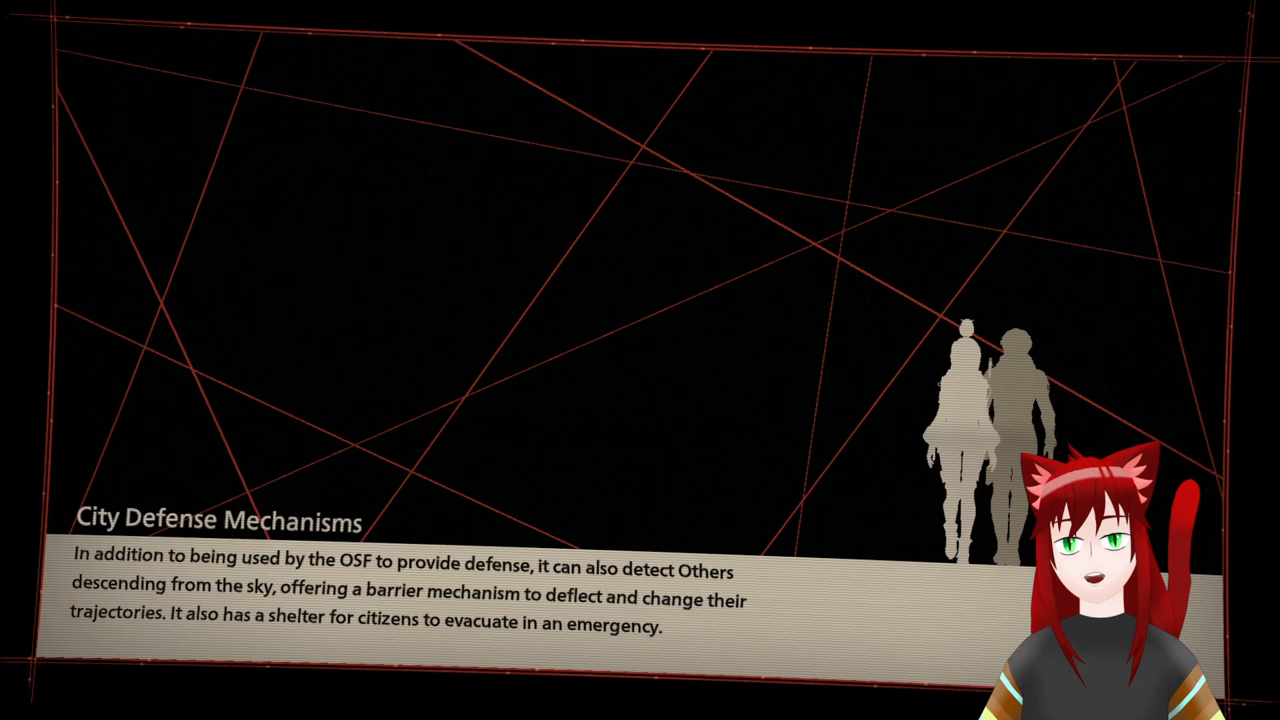 City Defense Mechanisms
In addition to being used by the OSF to provide defense, it can also detect Others
descending from the sky, offering a barrier mechanism to deflect and change their
trajectories. It also has a shelter for citizens to evacuate in an emergency.